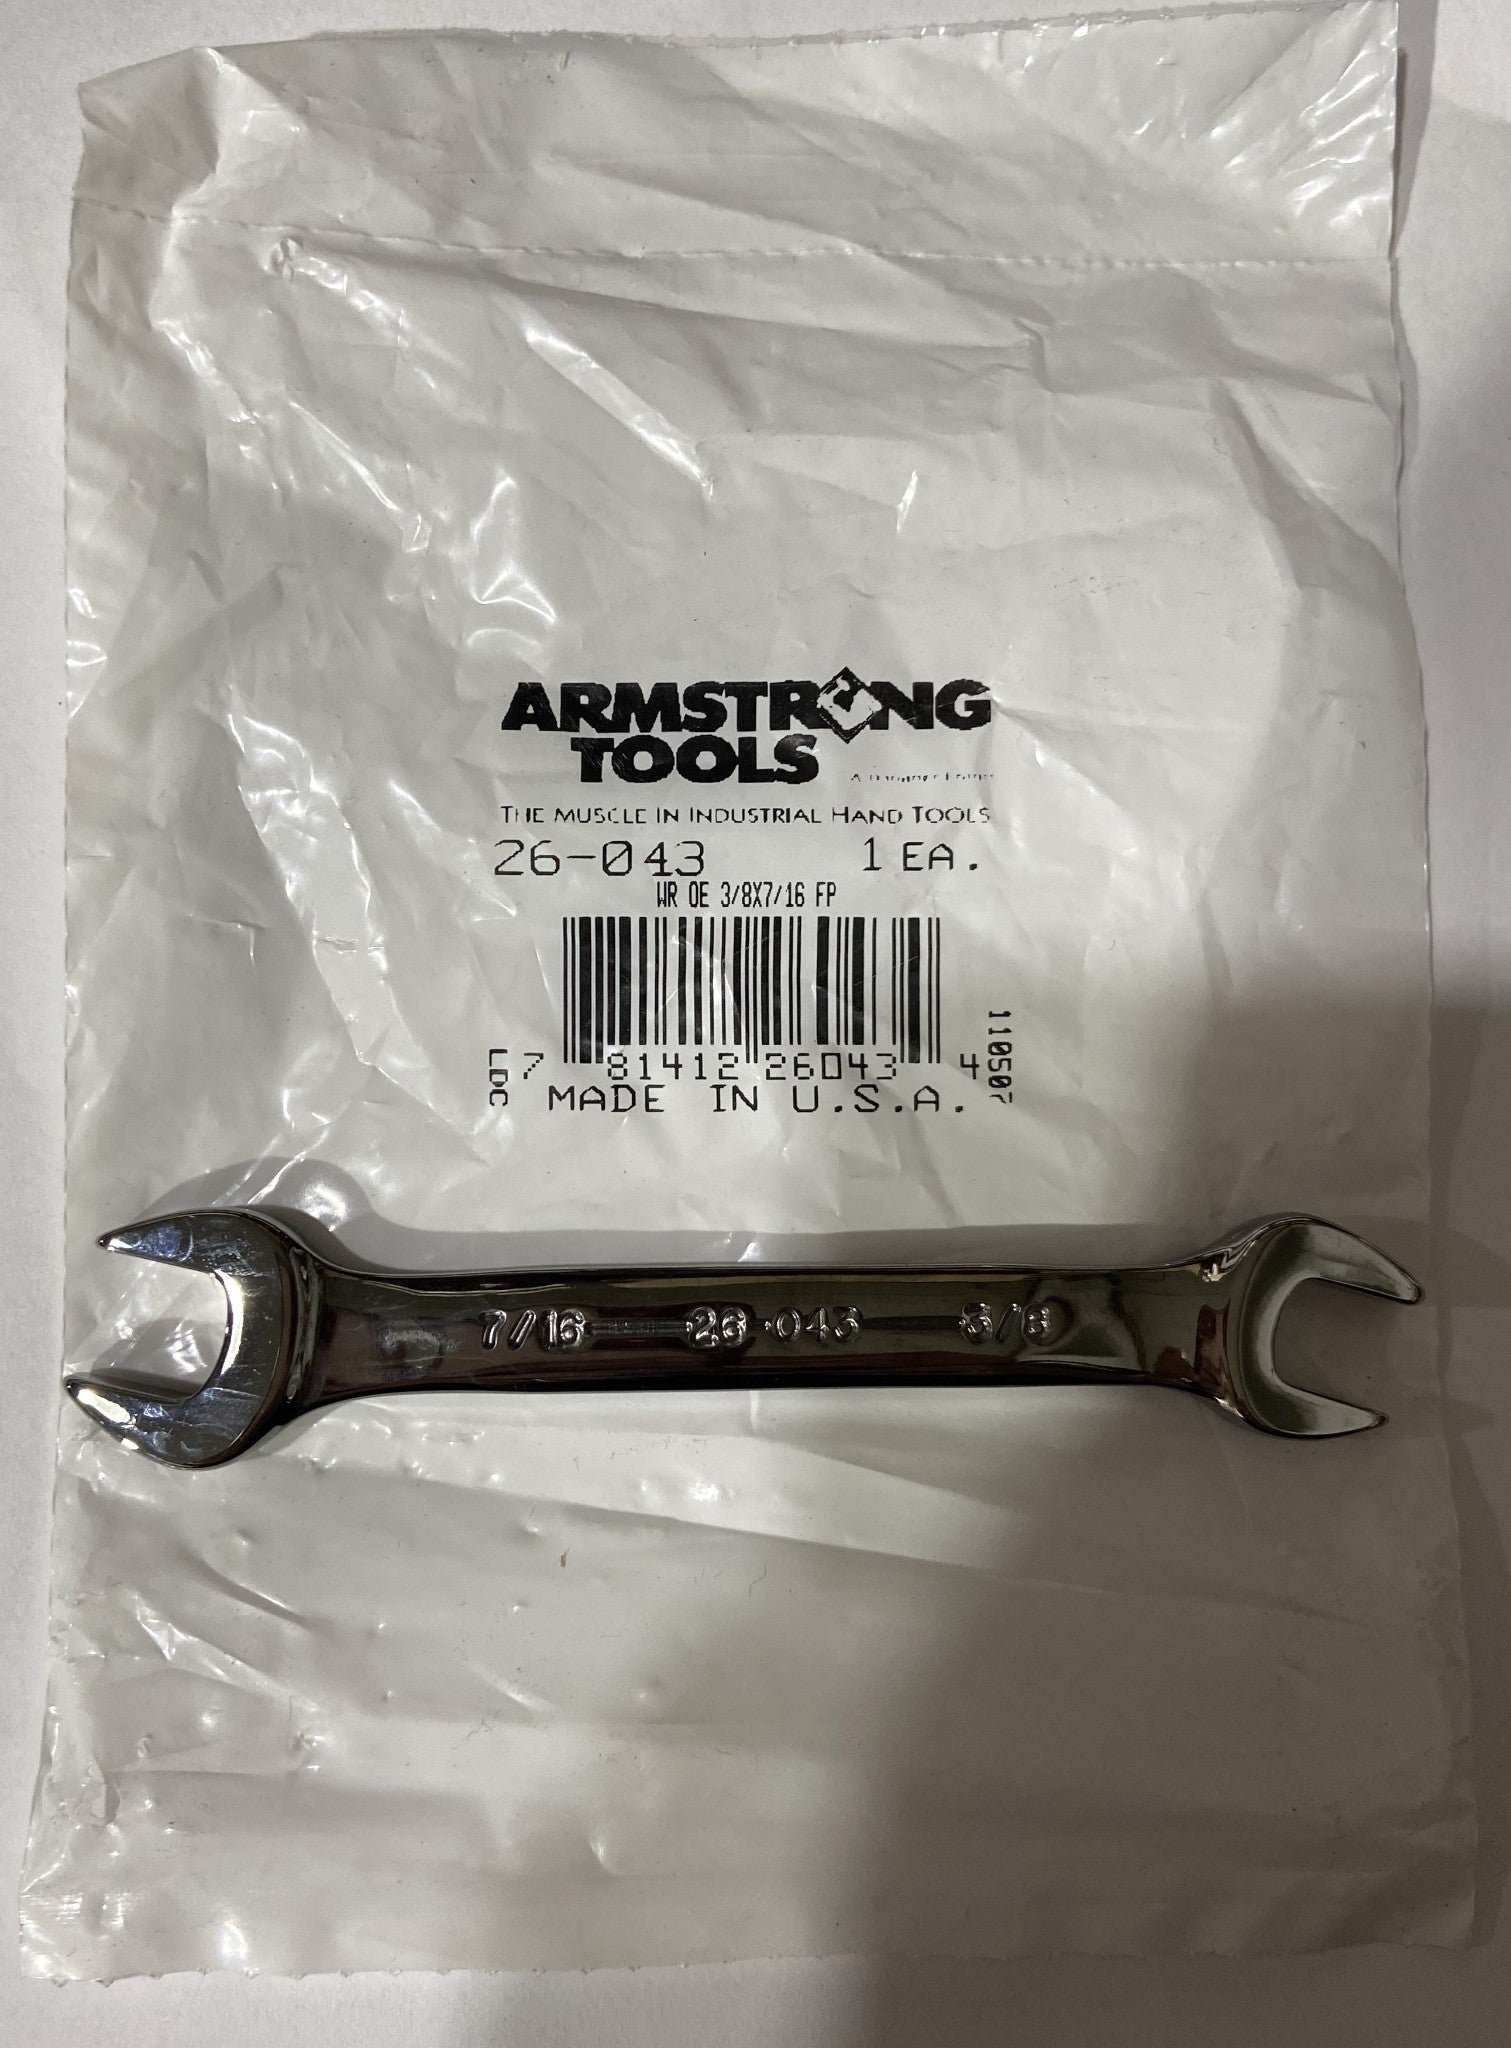 ARMSTRONG
TOOLS
THE MUSCLE IN INDUSTRIAL HAND TOOLS
26-043 1 EA.
WR OE 3/8X7/16 FP
7 81412 26043 4
LDC
110507
MADE IN U.S.A.
7/16 26-043 3/8